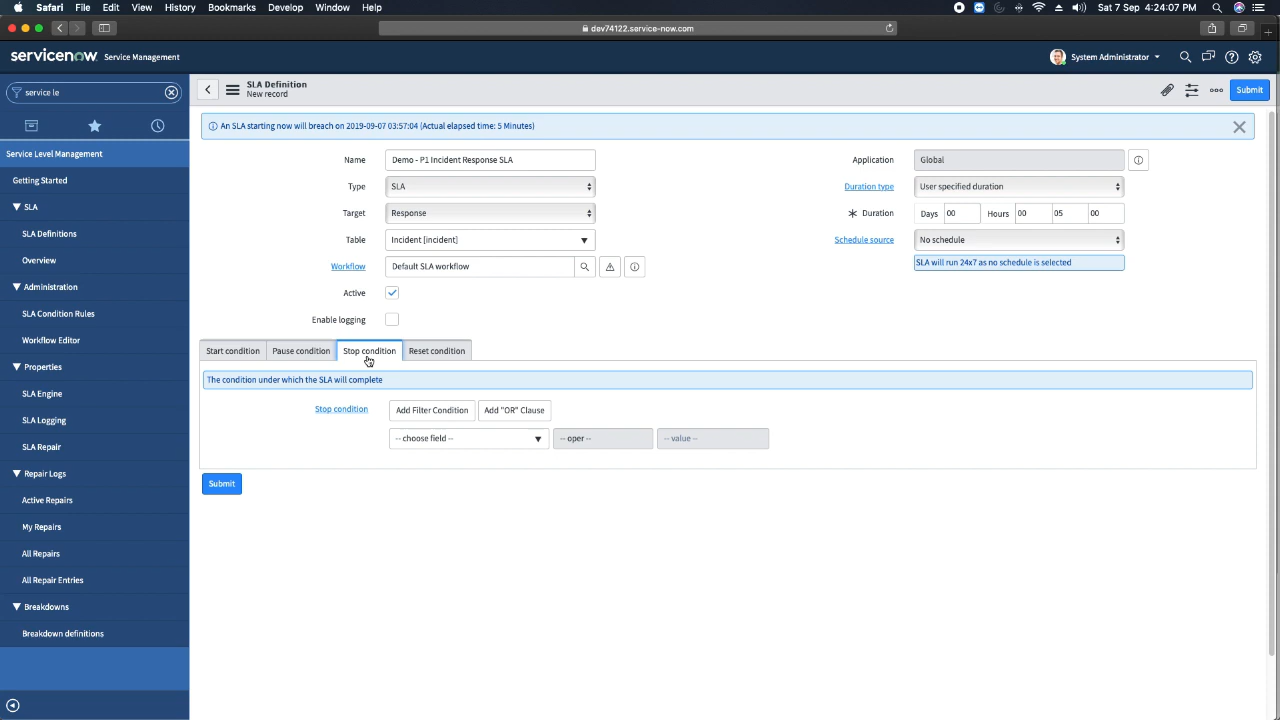 Safari File Edit View History Bookmarks Develop Window Help
Sat 7 Sep 4:24:07 PM
dev74122.service-now.com
servicenow Service Management
System Administrator
service le
SLA Definition
New record
Submit
Service Level Management
Getting Started
SLA
SLA Definitions
Overview
Administration
SLA Condition Rules
Workflow Editor
Properties
SLA Engine
SLA Logging
SLA Repair
Repair Logs
Active Repairs
My Repairs
All Repairs
All Repair Entries
Breakdowns
Breakdown definitions
An SLA starting now will breach on 2019-09-07 03:57:04 (Actual elapsed time: 5 Minutes)
Name Demo - P1 Incident Response SLA
Type SLA
Target Response
Table Incident [incident]
Workflow Default SLA workflow
Active
Enable logging
Application Global
Duration type User specified duration
Duration Days 00 Hours 00 05 00
Schedule source No schedule
SLA will run 24x7 as no schedule is selected
Start condition Pause condition Stop condition Reset condition
The condition under which the SLA will complete
Stop condition Add Filter Condition Add "OR" Clause
-- choose field -- -- oper -- -- value --
Submit